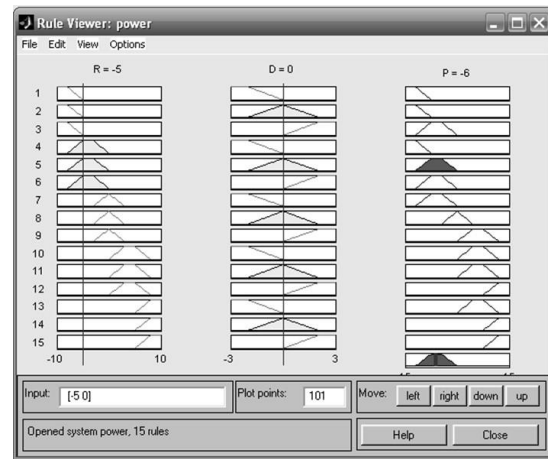 Rule Viewer: power
File Edit View Options
R = -5 D = 0 P = -6
1
2
3
4
5
6
7
8
9
10
11
12
13
14
15
-10 10 -3 3
Input: [-5 0] Plot points: 101 Move: left right down up
Opened system power, 15 rules Help Close